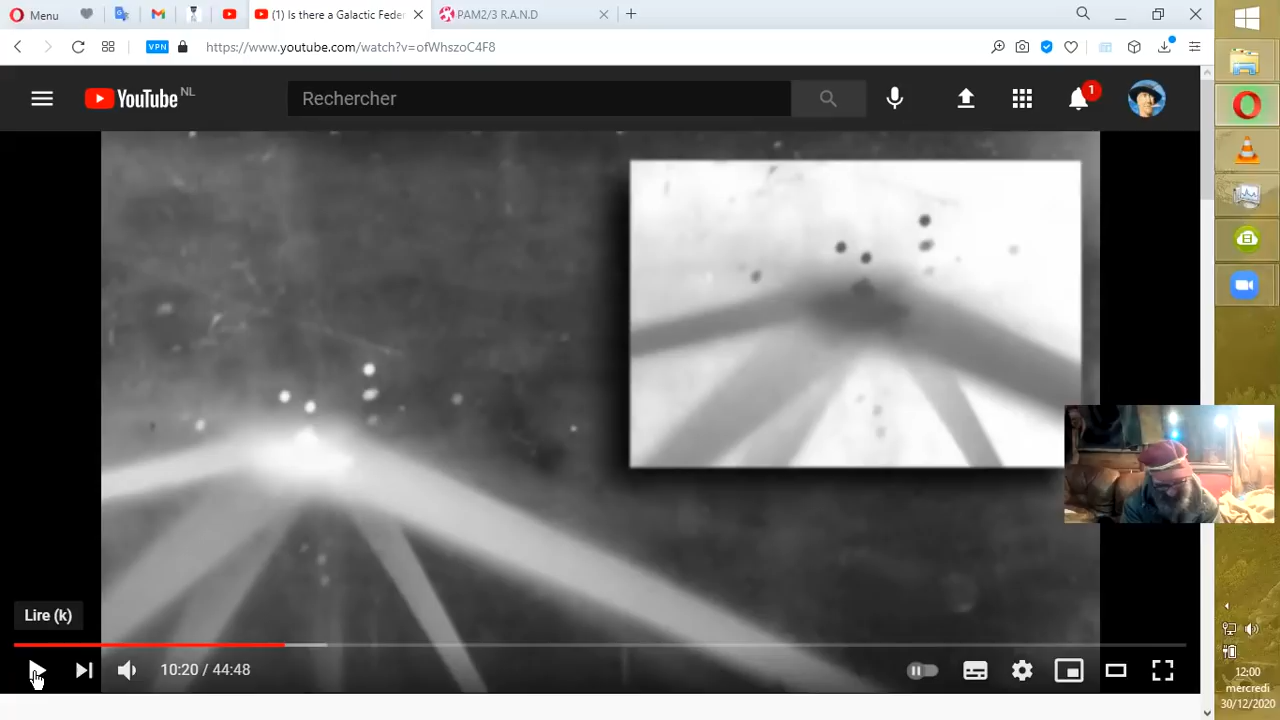 Menu
(1) Is there a Galactic Feder
PAM2/3 R.A.N.D
VPN
https://www.youtube.com/watch?v=ofWhszoC4F8
YouTube NL
Rechercher
1
Lire (k)
10:20 / 44:48
12:00
mercredi
30/12/2020